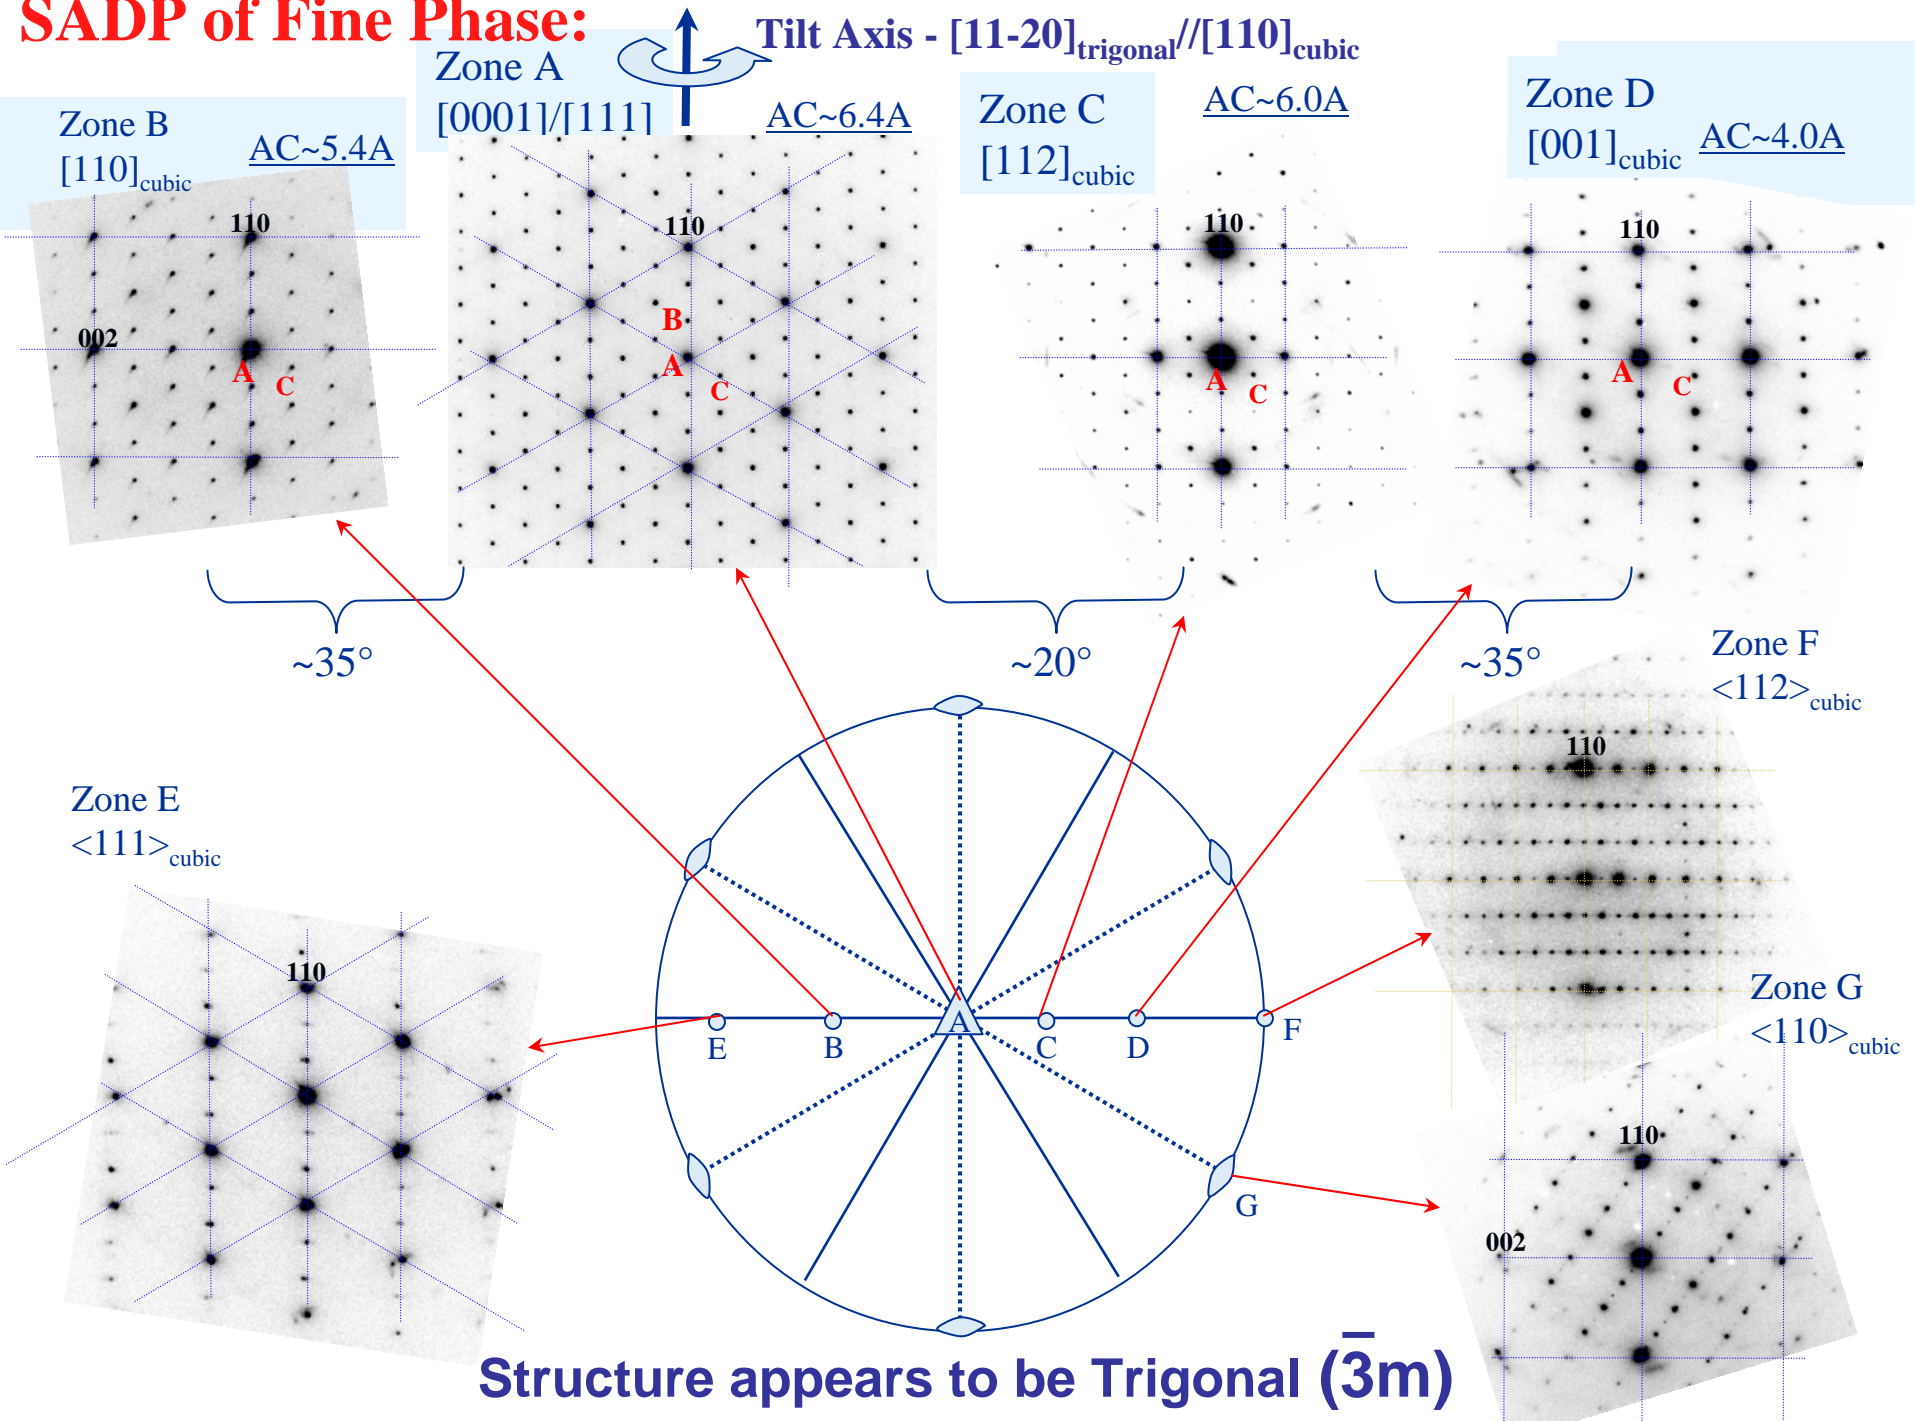 SADP of Fine Phase:
Tilt Axis - [11-20]trigonal//[110]cubic
Zone B
[110]cubic
AC~5.4A
Zone A
[0001]/[111]
AC~6.4A
Zone C
[112]cubic
AC~6.0A
Zone D
[001]cubic
AC~4.0A
110
002
A
C
110
B
A
C
110
A
C
110
A
C
~35°
~20°
~35°
Zone F
<112>cubic
110
Zone E
<111>cubic
110
Zone G
<110>cubic
110
002
E
B
A
C
D
F
G
Structure appears to be Trigonal (3̅m)